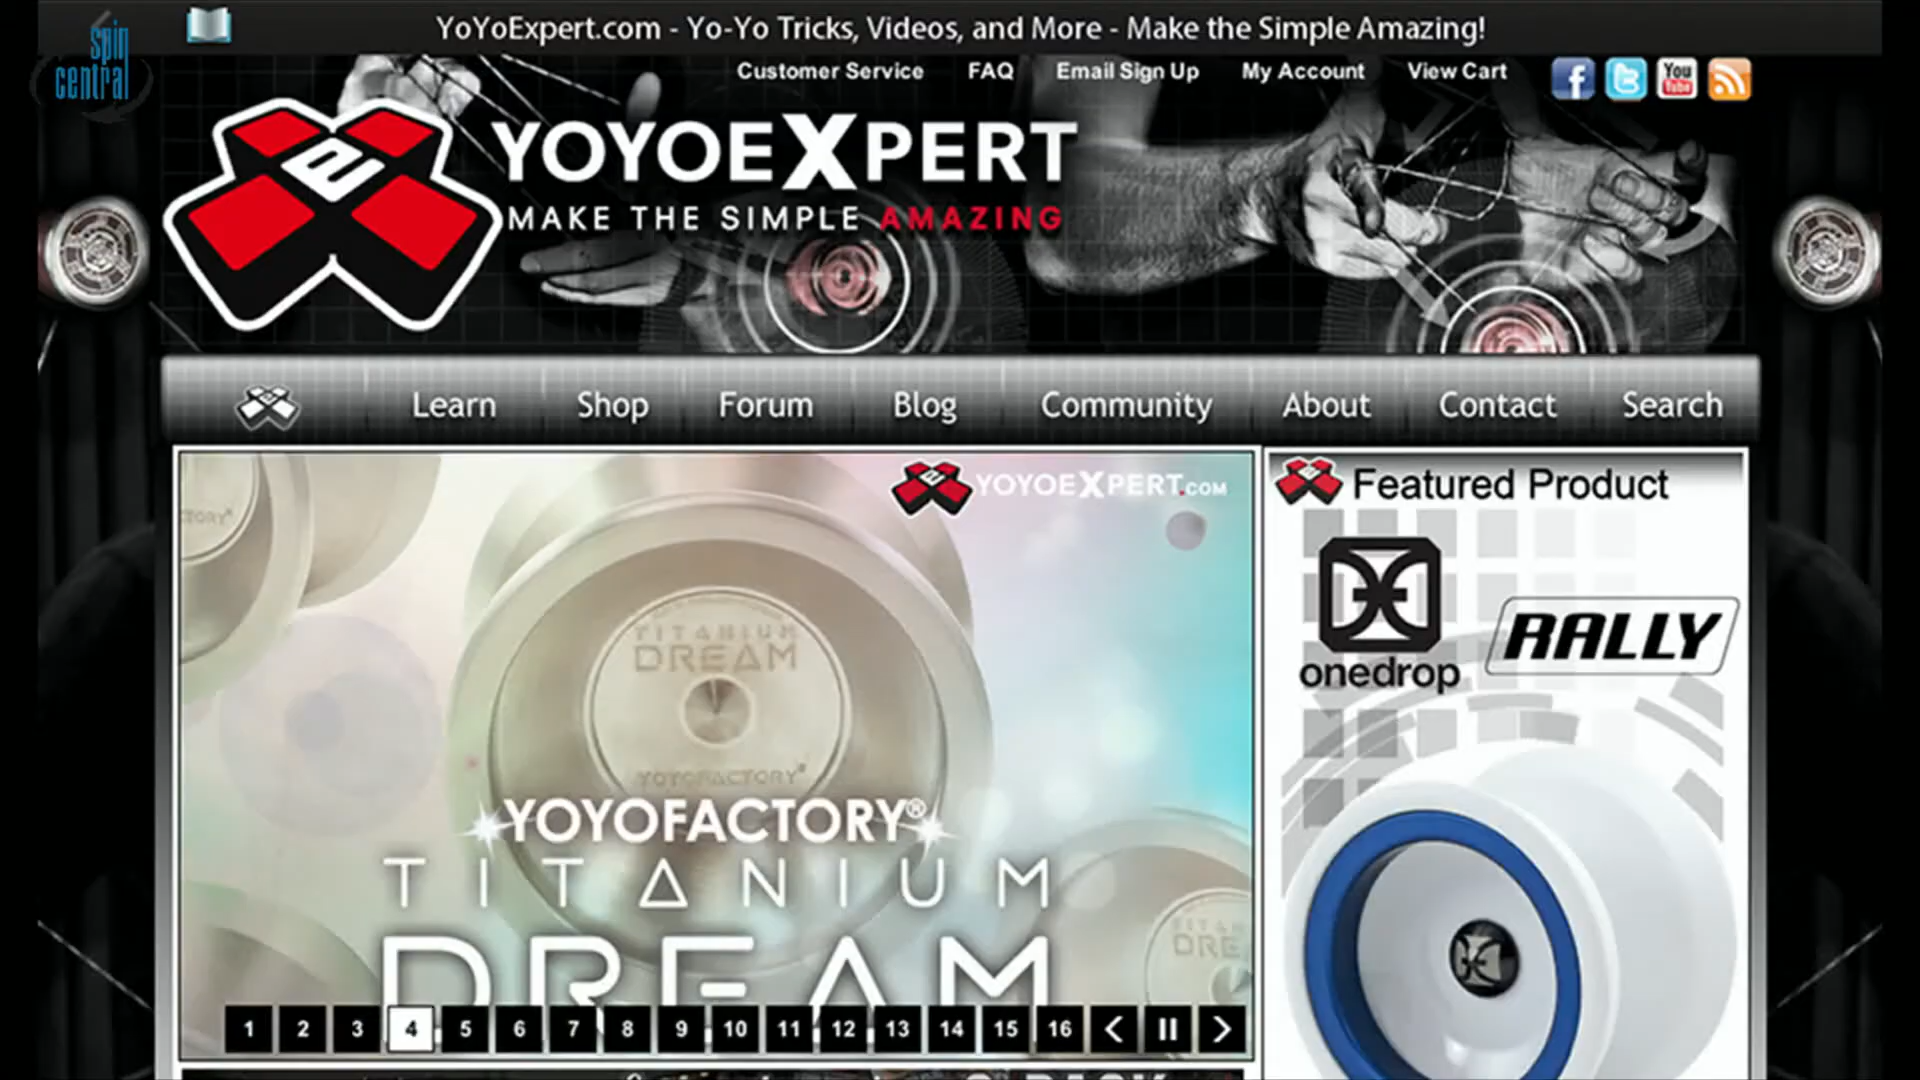 spin
central
YoYoExpert.com - Yo-Yo Tricks, Videos, and More - Make the Simple Amazing!
Customer Service FAQ Email Sign Up My Account View Cart
You
Tube
YOYOEXPERT
MAKE THE SIMPLE AMAZING
Learn Shop Forum Blog Community About Contact Search
YOYOEXPERT.COM
Featured Product
onedrop
RALLY
TITANIUM
DREAM
YOYOFACTORY
YOYOFACTORY®
TITANIUM
DREAM
1 2 3 4 5 6 7 8 9 10 11 12 13 14 15 16